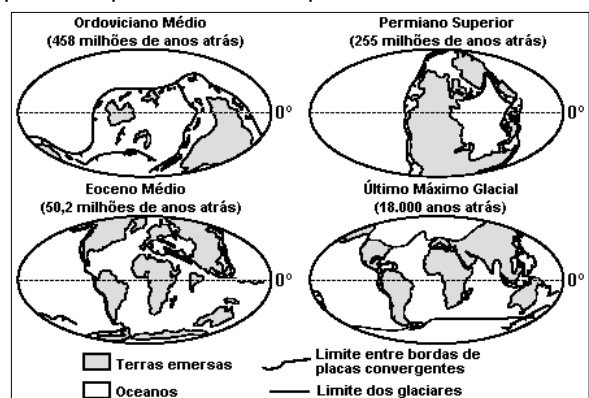 Ordoviciano Médio
(458 milhões de anos atrás)
Permiano Superior
(255 milhões de anos atrás)
0°
0°
Eoceno Médio
(50,2 milhões de anos atrás)
Último Máximo Glacial
(18.000 anos atrás)
0°
0°
Terras emersas
Limite entre bordas de
placas convergentes
Oceanos
Limite dos glaciares